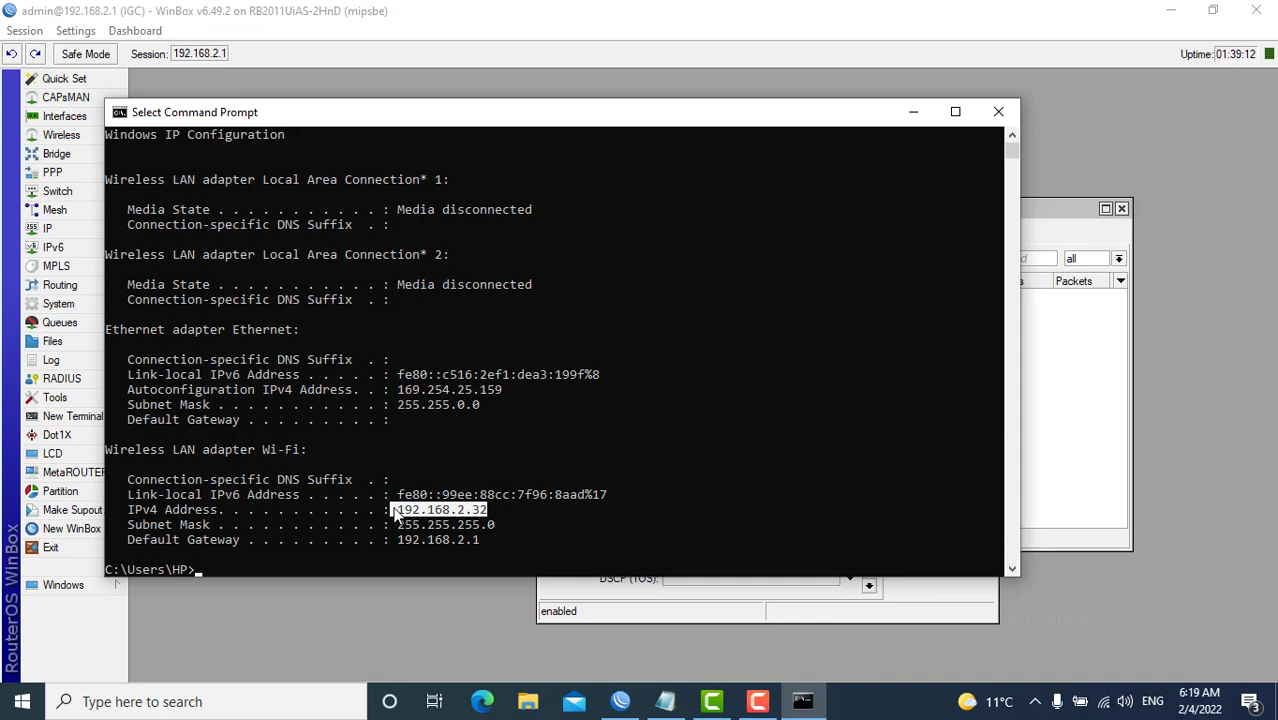 admin@192.168.2.1 (IGC) - WinBox v6.49.2 on RB2011UiAS-2HnD (mipsbe)
Session Settings Dashboard
Safe Mode Session: 192.168.2.1 Uptime: 01:39:12
Quick Set
CAPsMAN
Interfaces
Wireless
Bridge
PPP
Switch
Mesh
IP
IPv6
MPLS
Routing
System
Queues
Files
Log
RADIUS
Tools
New Terminal
Dot1X
LCD
MetaROUTER
Partition
Make Supout
New WinBox
Exit
Windows
RouterOS WinBox
Select Command Prompt
Windows IP Configuration
Wireless LAN adapter Local Area Connection* 1:
Media State . . . . . . . . . . . : Media disconnected
Connection-specific DNS Suffix . :
Wireless LAN adapter Local Area Connection* 2:
Media State . . . . . . . . . . . : Media disconnected
Connection-specific DNS Suffix . :
Ethernet adapter Ethernet:
Connection-specific DNS Suffix . :
Link-local IPv6 Address . . . . . : fe80::c516:2ef1:dea3:199f%8
Autoconfiguration IPv4 Address. . : 169.254.25.159
Subnet Mask . . . . . . . . . . . : 255.255.0.0
Default Gateway . . . . . . . . . :
Wireless LAN adapter Wi-Fi:
Connection-specific DNS Suffix . :
Link-local IPv6 Address . . . . . : fe80::99ee:88cc:7f96:8aad%17
IPv4 Address. . . . . . . . . . . : 192.168.2.32
Subnet Mask . . . . . . . . . . . : 255.255.255.0
Default Gateway . . . . . . . . . : 192.168.2.1
C:\Users\HP>
all
Packets
DSCP (TOS):
enabled
Type here to search
11°C ENG 6:19 AM
2/4/2022
3